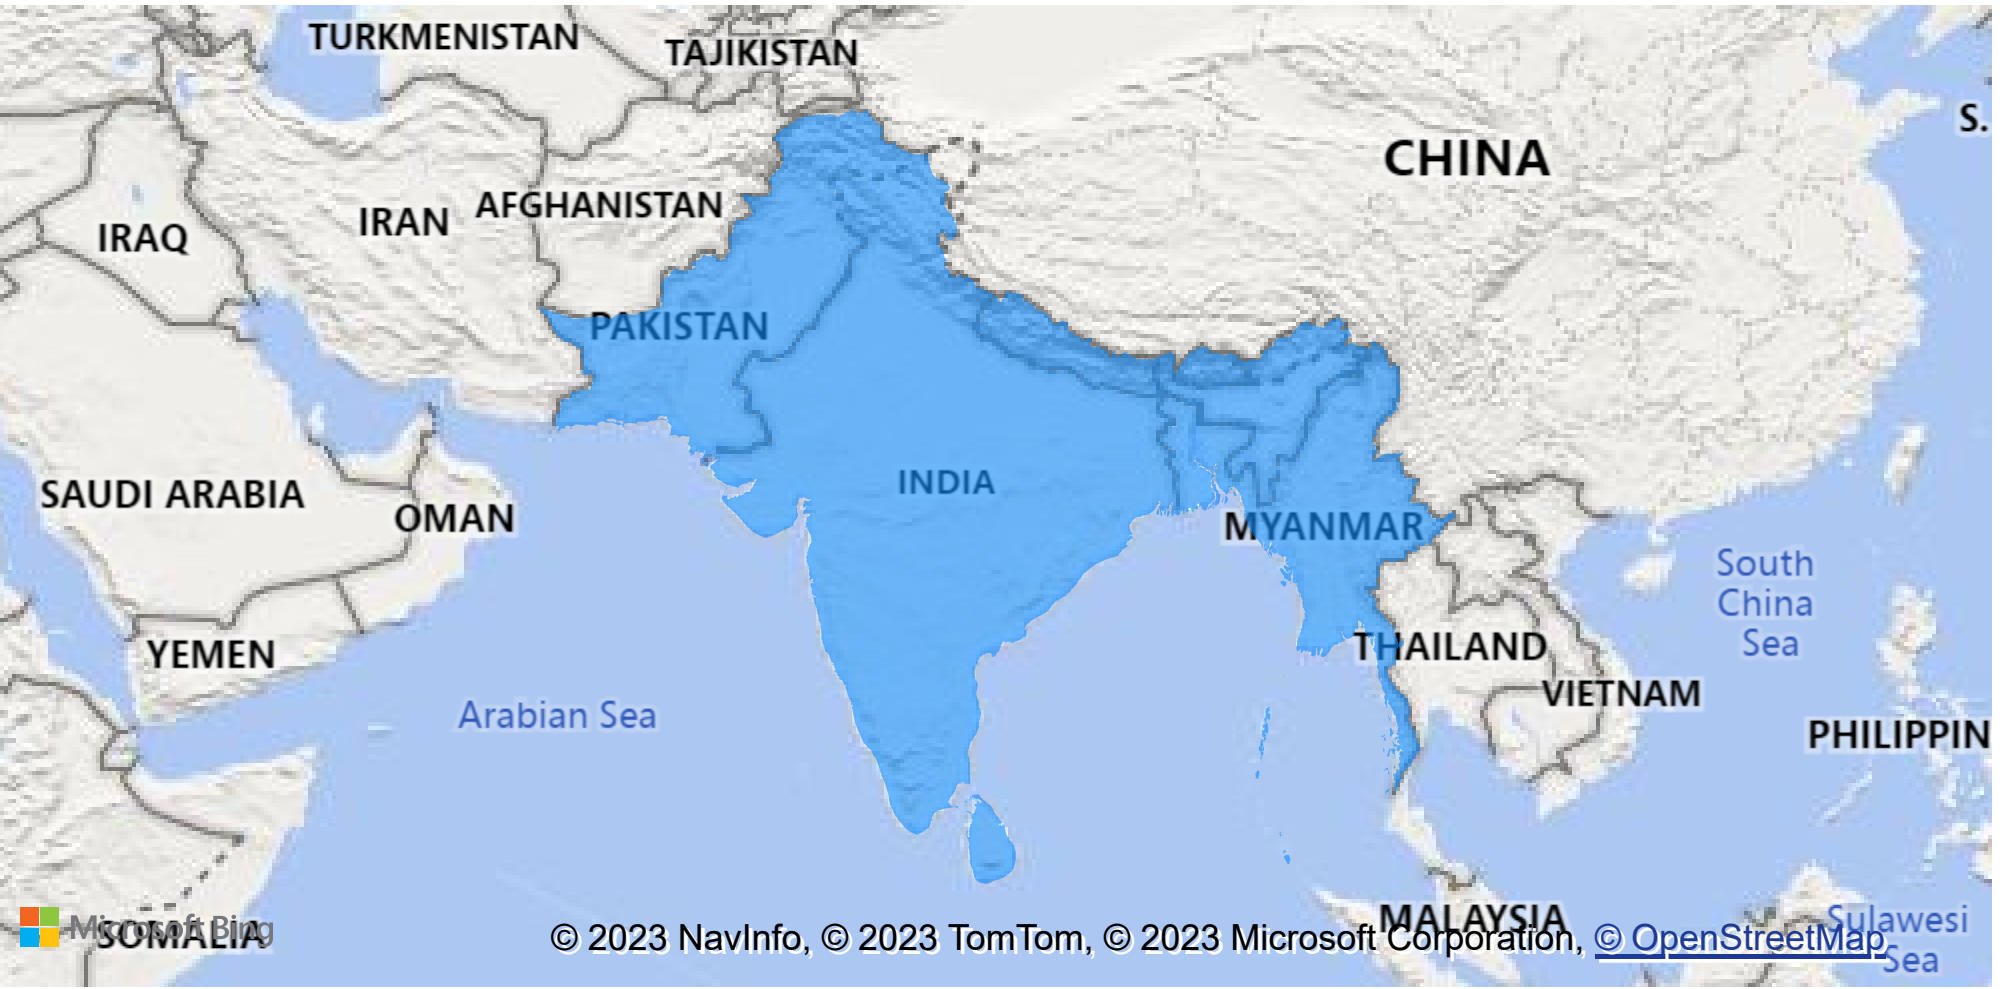 TURKMENISTAN
TAJIKISTAN
S.
CHINA
AFGHANISTAN
IRAN
IRAQ
PAKISTAN
INDIA
SAUDI ARABIA
OMAN
MYANMAR
South
China
Sea
YEMEN
THAILAND
VIETNAM
Arabian Sea
PHILIPPIN
MALAYSIA
Sulawesi
Sea
SOMALIA
Microsoft Bing
© 2023 NavInfo, © 2023 TomTom, © 2023 Microsoft Corporation, © OpenStreetMap